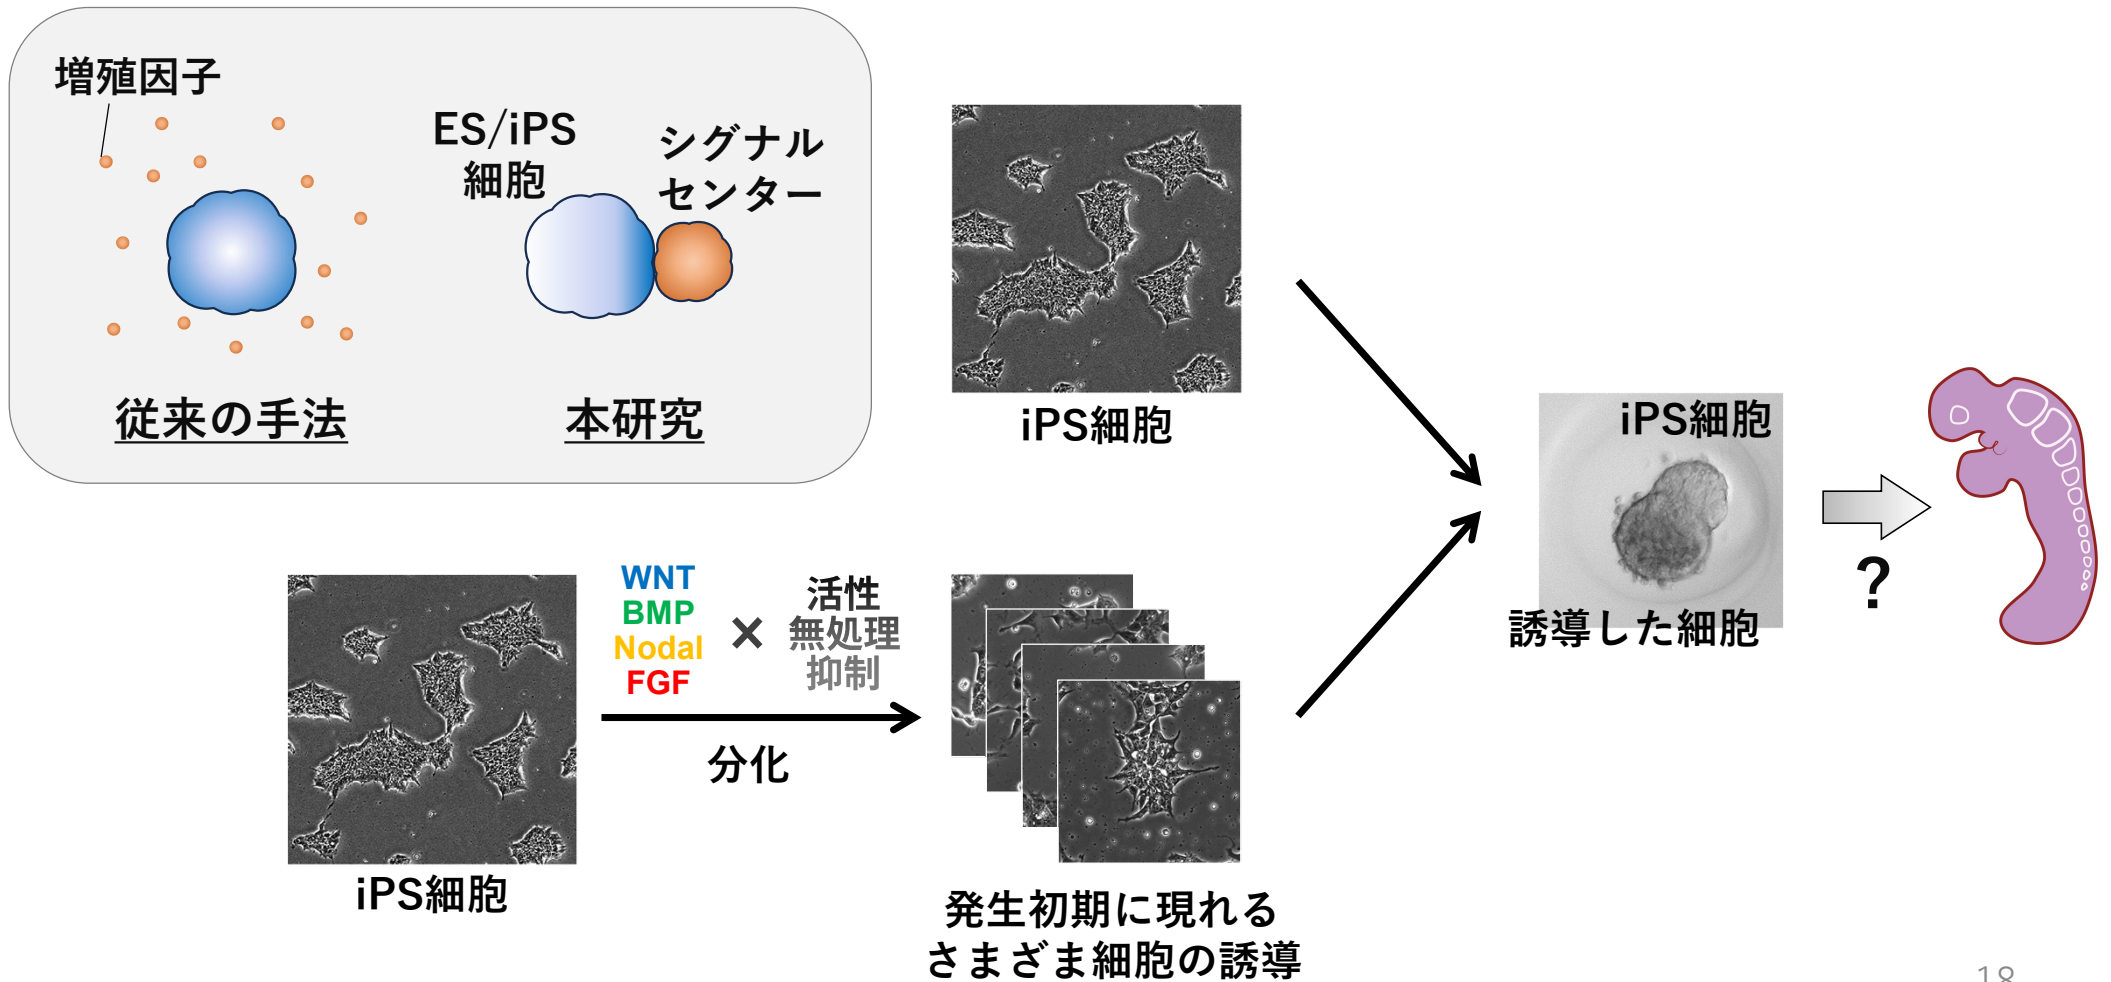 増殖因子
ES/iPS
細胞
シグナル
センター
従来の手法
本研究
iPS細胞
iPS細胞
誘導した細胞
?
WNT
BMP
Nodal
FGF
×
活性
無処理
抑制
分化
iPS細胞
発生初期に現れる
さまざま細胞の誘導
18